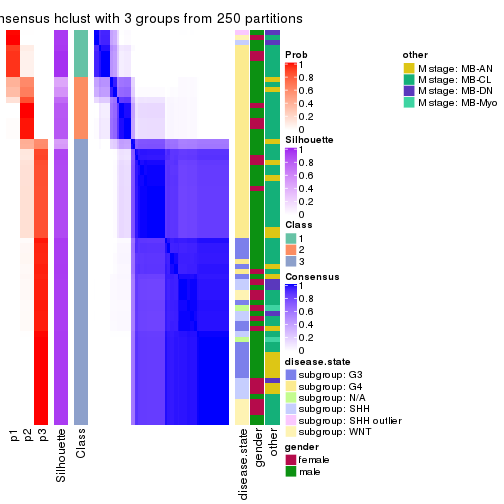 nsensus hclust with 3 groups from 250 partitions
Prob
1
0.8
0.6
0.4
0.2
0
Silhouette
1
0.8
0.6
0.4
0.2
0
Class
1
2
3
Consensus
1
0.8
0.6
0.4
0.2
0
disease.state
subgroup: G3
subgroup: G4
subgroup: N/A
subgroup: SHH
subgroup: SHH outlier
subgroup: WNT
gender
female
male
other
M stage: MB-AN
M stage: MB-CL
M stage: MB-DN
M stage: MB-Myo
p1
p2
p3
Silhouette
Class
disease.state
gender
other